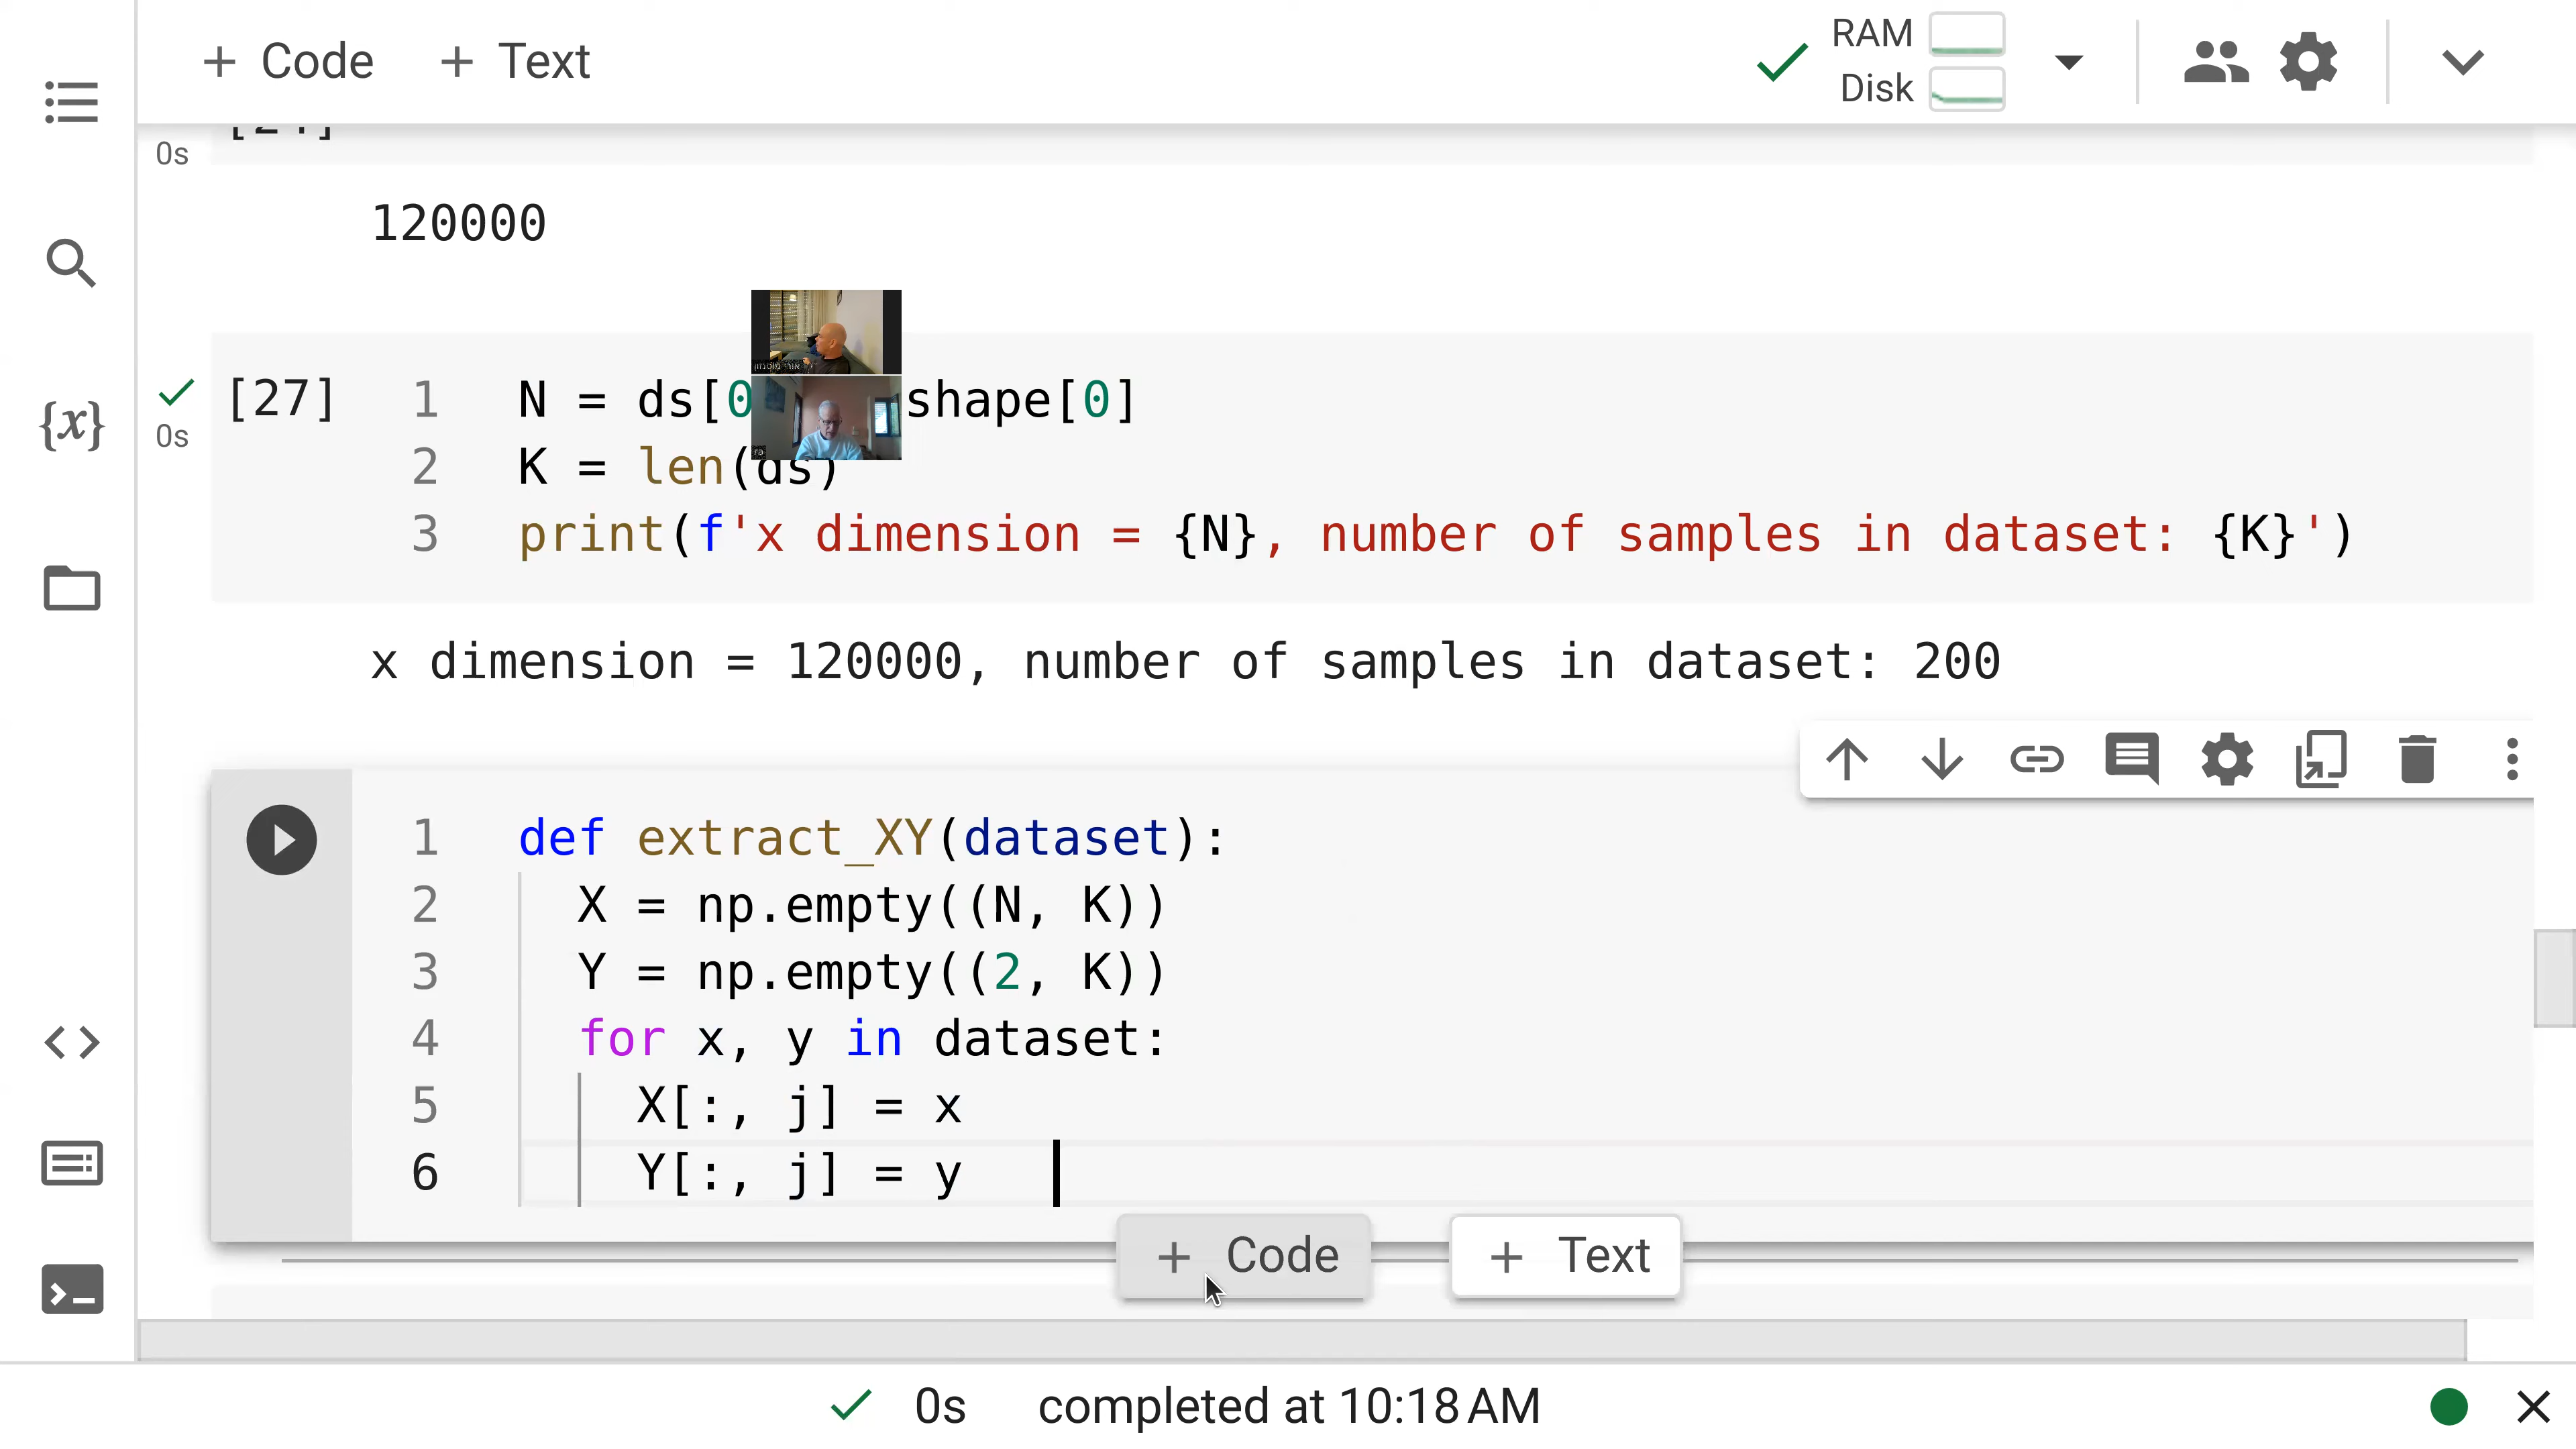 + Code + Text
RAM
Disk
0s
120000
[27]
0s
1 N = ds[0 shape[0]
2 K = len(ds)
3 print(f'x dimension = {N}, number of samples in dataset: {K}')
x dimension = 120000, number of samples in dataset: 200
1 def extract_XY(dataset):
2 X = np.empty((N, K))
3 Y = np.empty((2, K))
4 for x, y in dataset:
5 X[:, j] = x
6 Y[:, j] = y
+ Code + Text
0s completed at 10:18 AM